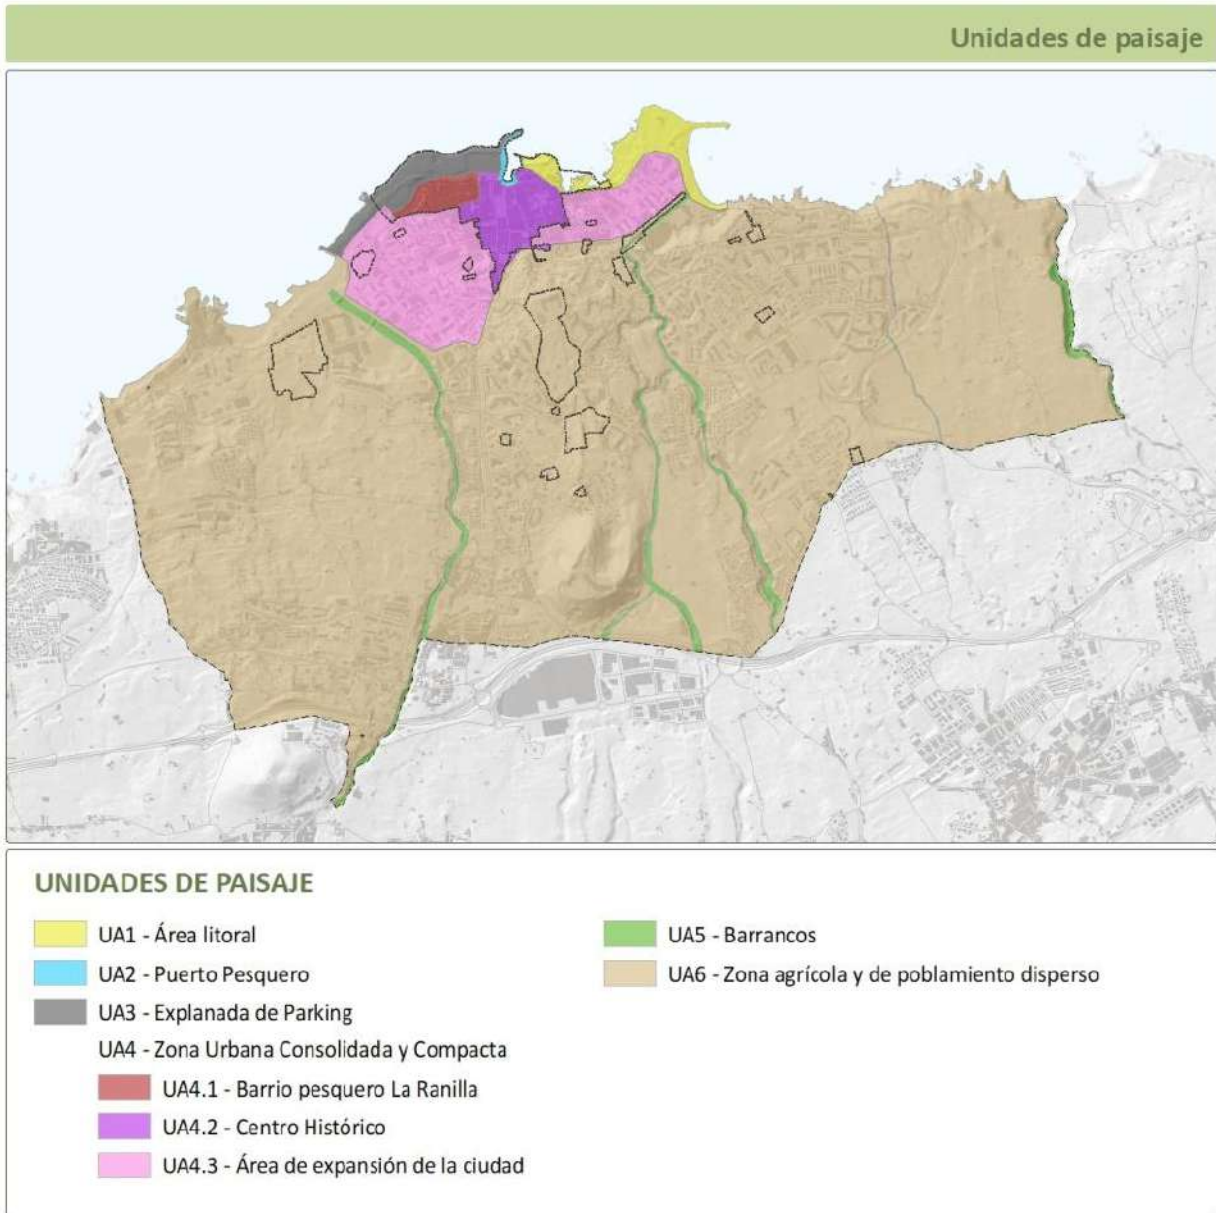 Unidades de paisaje
UNIDADES DE PAISAJE
UA1 - Área litoral
UA2 - Puerto Pesquero
UA3 - Explanada de Parking
UA4 - Zona Urbana Consolidada y Compacta
UA4.1 - Barrio pesquero La Ranilla
UA4.2 - Centro Histórico
UA4.3 - Área de expansión de la ciudad
UA5 - Barrancos
UA6 - Zona agrícola y de poblamiento disperso